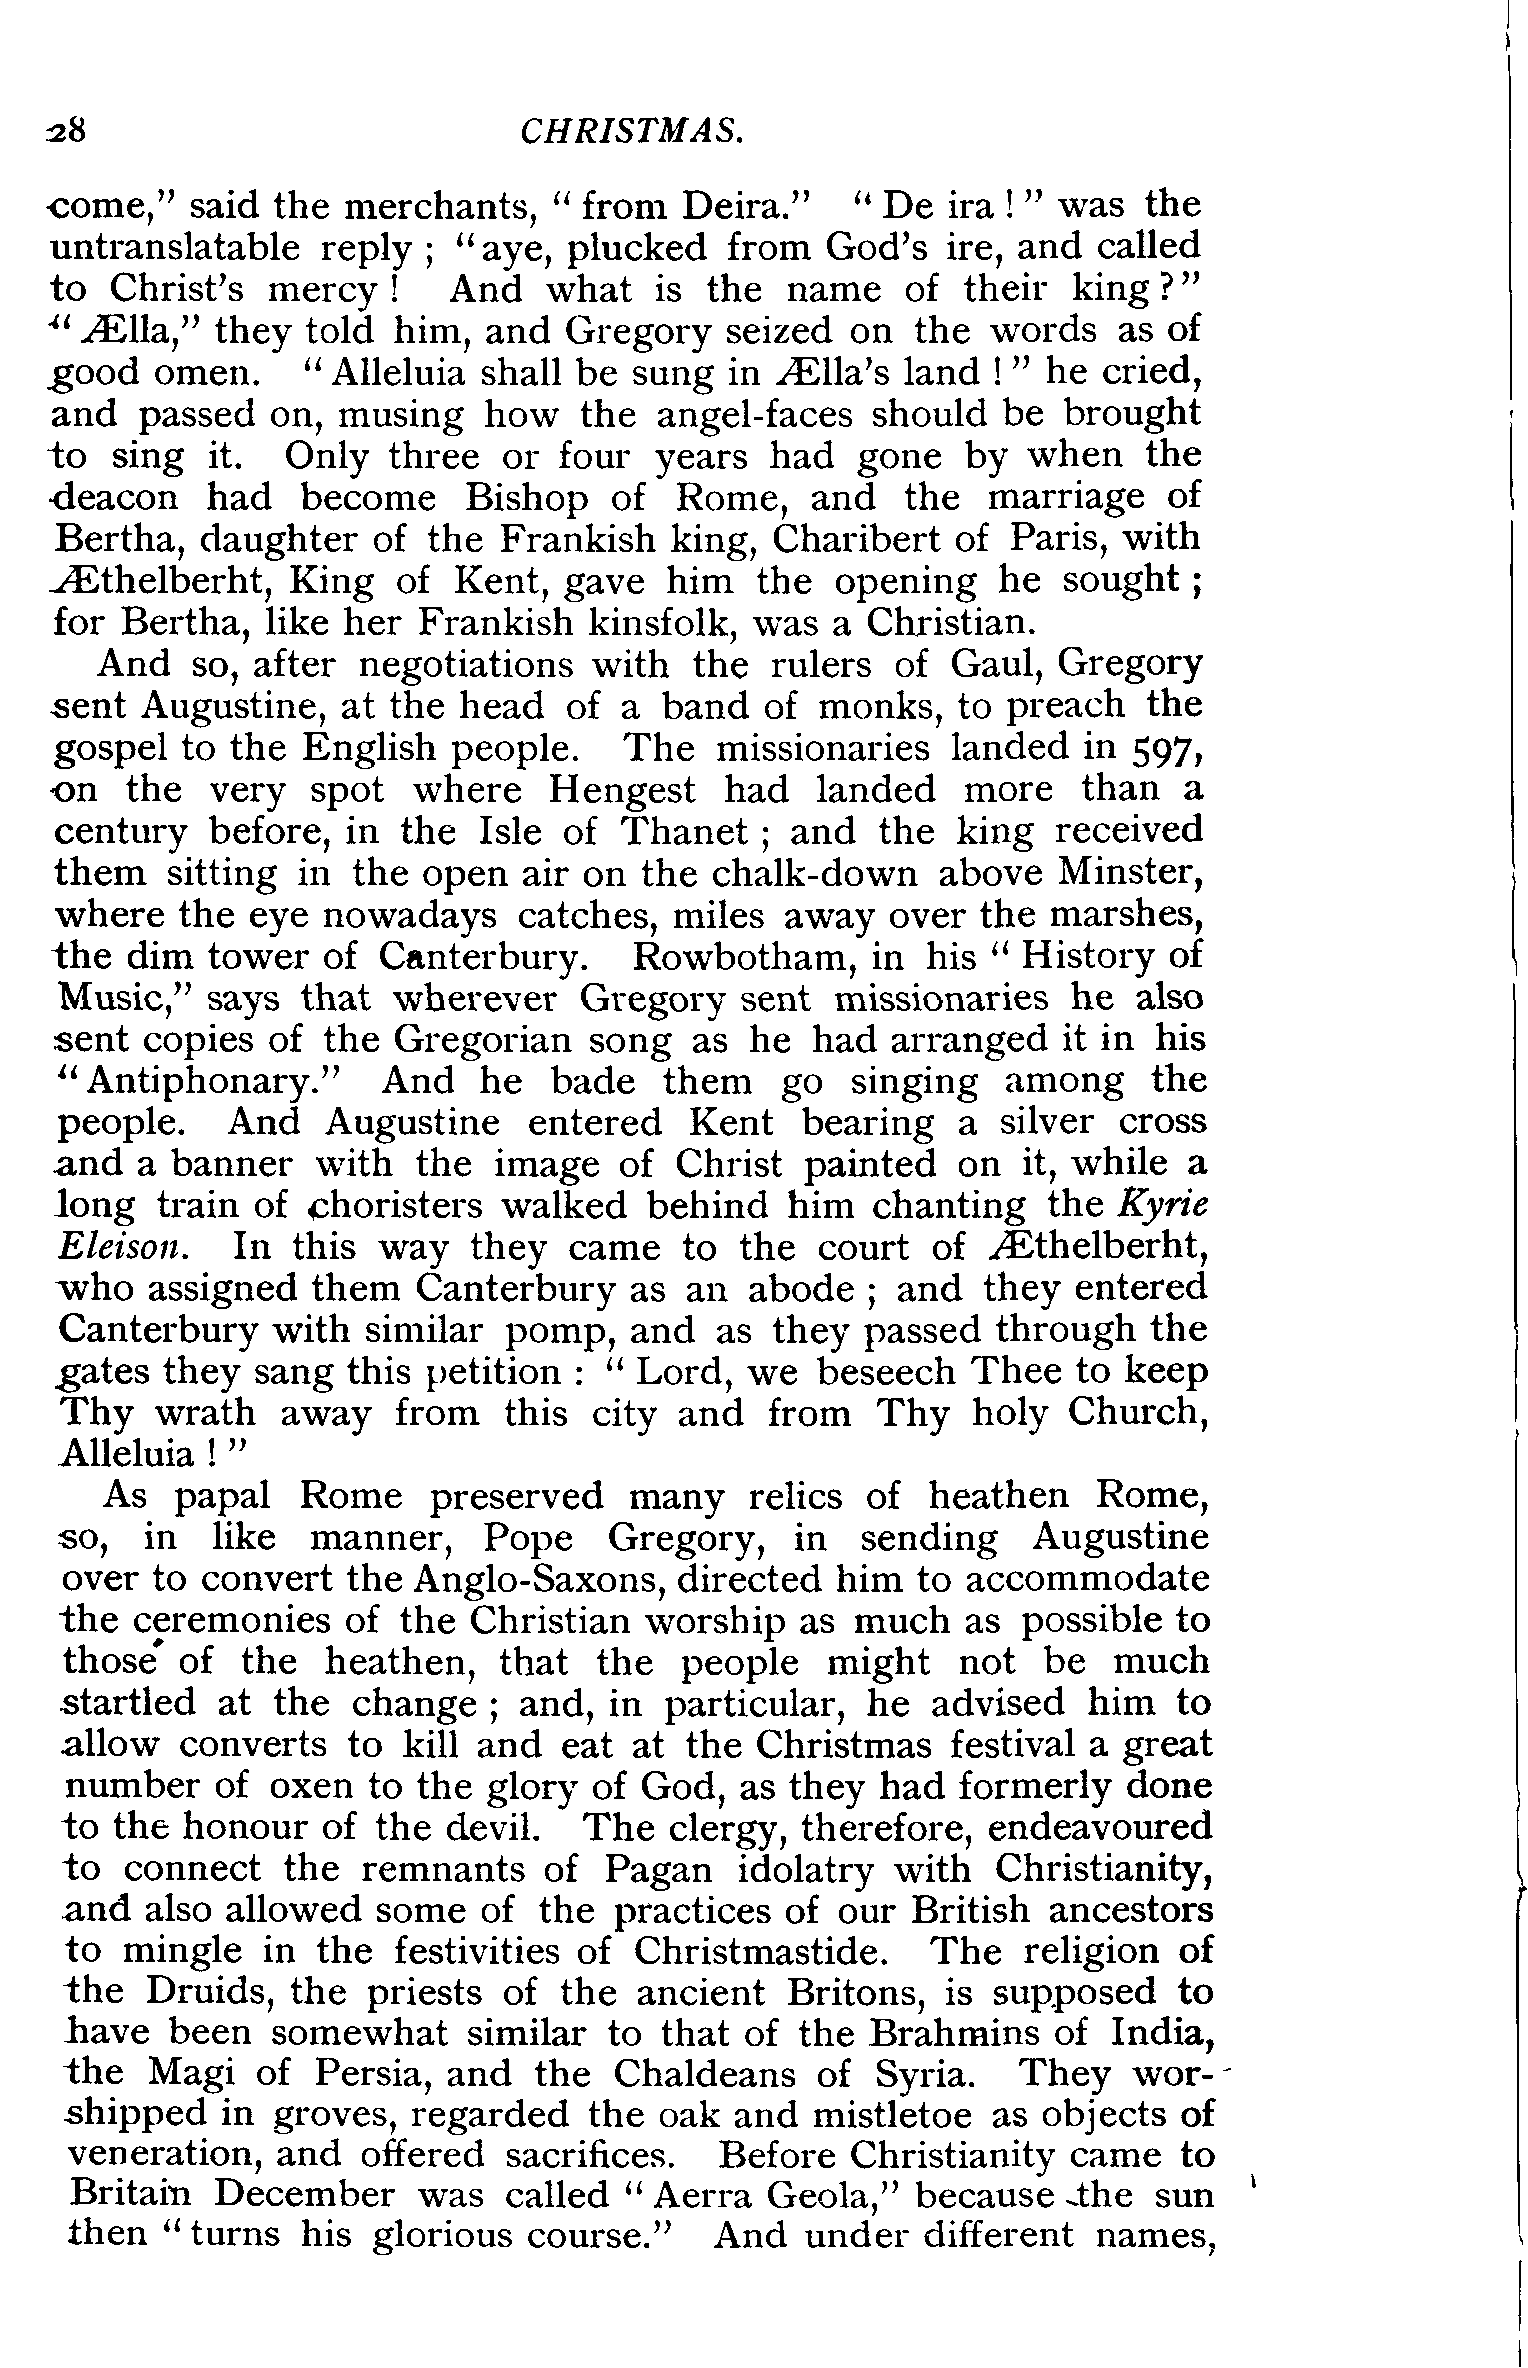 28 CHRISTMAS.
come,” said the merchants, “ from Deira.” “ De ira ! ” was the
untranslatable reply ; “ aye, plucked from God’s ire, and called
to Christ’s mercy ! And what is the name of their king ? ”
“ Ælla,” they told him, and Gregory seized on the words as of
good omen. “ Alleluia shall be sung in Ælla’s land ! ” he cried,
and passed on, musing how the angel-faces should be brought
to sing it. Only three or four years had gone by when the
deacon had become Bishop of Rome, and the marriage of
Bertha, daughter of the Frankish king, Charibert of Paris, with
Æthelberht, King of Kent, gave him the opening he sought ;
for Bertha, like her Frankish kinsfolk, was a Christian.
And so, after negotiations with the rulers of Gaul, Gregory
sent Augustine, at the head of a band of monks, to preach the
gospel to the English people. The missionaries landed in 597,
on the very spot where Hengest had landed more than a
century before, in the Isle of Thanet ; and the king received
them sitting in the open air on the chalk-down above Minster,
where the eye nowadays catches, miles away over the marshes,
the dim tower of Canterbury. Rowbotham, in his “ History of
Music,” says that wherever Gregory sent missionaries he also
sent copies of the Gregorian song as he had arranged it in his
“ Antiphonary.” And he bade them go singing among the
people. And Augustine entered Kent bearing a silver cross
and a banner with the image of Christ painted on it, while a
long train of choristers walked behind him chanting the Kyrie
Eleison. In this way they came to the court of Æthelberht,
who assigned them Canterbury as an abode ; and they entered
Canterbury with similar pomp, and as they passed through the
gates they sang this petition : “ Lord, we beseech Thee to keep
Thy wrath away from this city and from Thy holy Church,
Alleluia ! ”
As papal Rome preserved many relics of heathen Rome,
so, in like manner, Pope Gregory, in sending Augustine
over to convert the Anglo-Saxons, directed him to accommodate
the ceremonies of the Christian worship as much as possible to
those of the heathen, that the people might not be much
startled at the change ; and, in particular, he advised him to
allow converts to kill and eat at the Christmas festival a great
number of oxen to the glory of God, as they had formerly done
to the honour of the devil. The clergy, therefore, endeavoured
to connect the remnants of Pagan idolatry with Christianity,
and also allowed some of the practices of our British ancestors
to mingle in the festivities of Christmastide. The religion of
the Druids, the priests of the ancient Britons, is supposed to
have been somewhat similar to that of the Brahmins of India,
the Magi of Persia, and the Chaldeans of Syria. They wor-
shipped in groves, regarded the oak and mistletoe as objects of
veneration, and offered sacrifices. Before Christianity came to
Britain December was called “ Aerra Geola,” because the sun
then “ turns his glorious course.” And under different names,